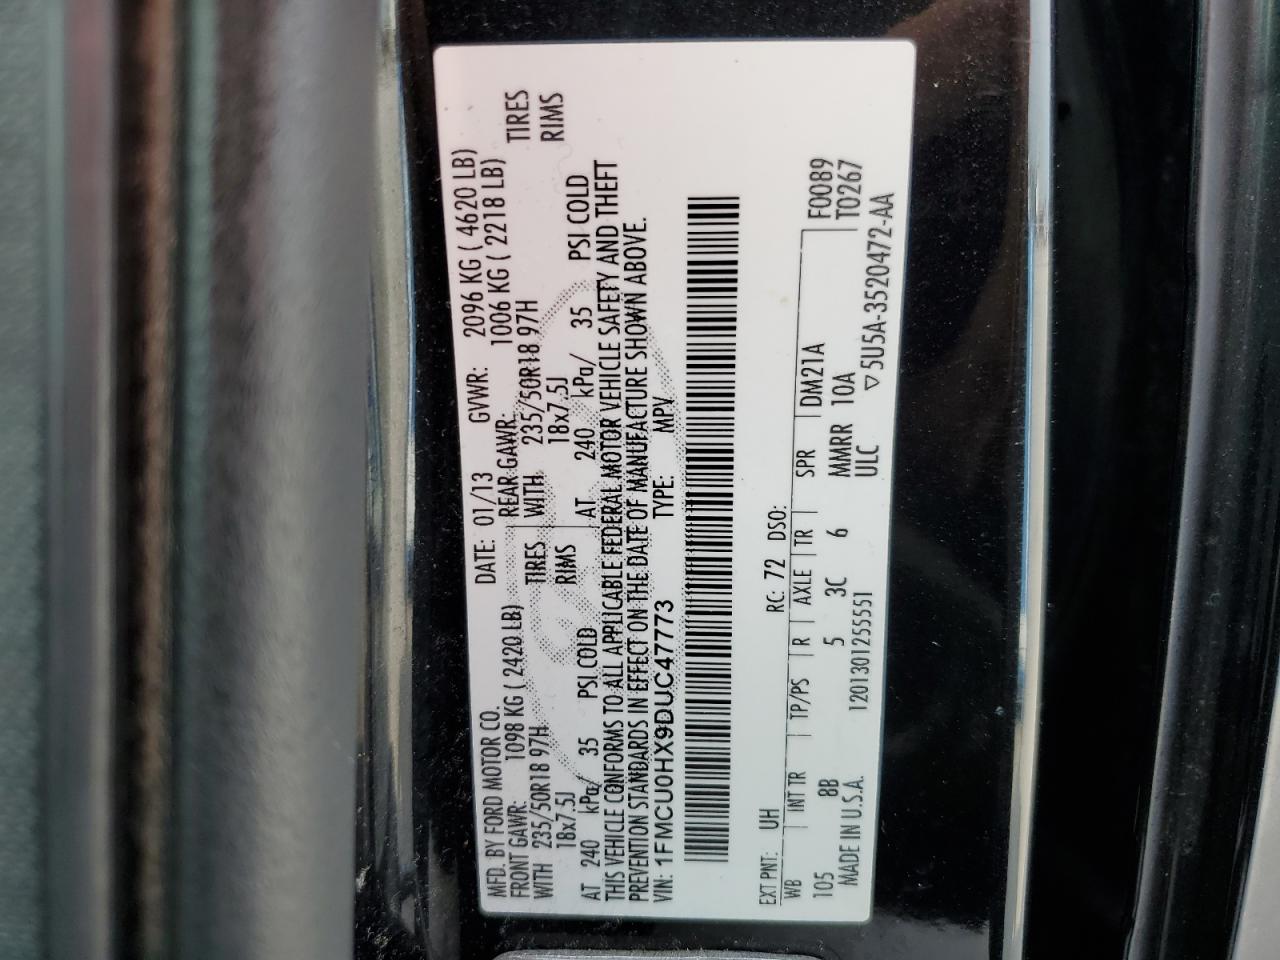 MFD. BY FORD MOTOR CO.
DATE: 01/13 GVWR: 2096 KG ( 4620 LB)
FRONT GAWR: 1098 KG ( 2420 LB) REAR GAWR: 1006 KG ( 2218 LB)
WITH 235/50R18 97H TIRES WITH 235/50R18 97H TIRES
18x7.5J RIMS 18x7.5J RIMS
AT 240 kPa/ 35 PSI COLD AT 240 kPa/ 35 PSI COLD
THIS VEHICLE CONFORMS TO ALL APPLICABLE FEDERAL MOTOR VEHICLE SAFETY AND THEFT
PREVENTION STANDARDS IN EFFECT ON THE DATE OF MANUFACTURE SHOWN ABOVE.
VIN: 1FMCU0HX9DUC47773 TYPE: MPV
EXT PNT: UH RC: 72 DSO:
WB INT TR TP/PS R AXLE TR SPR DM21A F0089
105 8B 5 3C 6 MMRR 10A T0267
MADE IN U.S.A. 120130125551 ULC ▽5U5A-3520472-AA